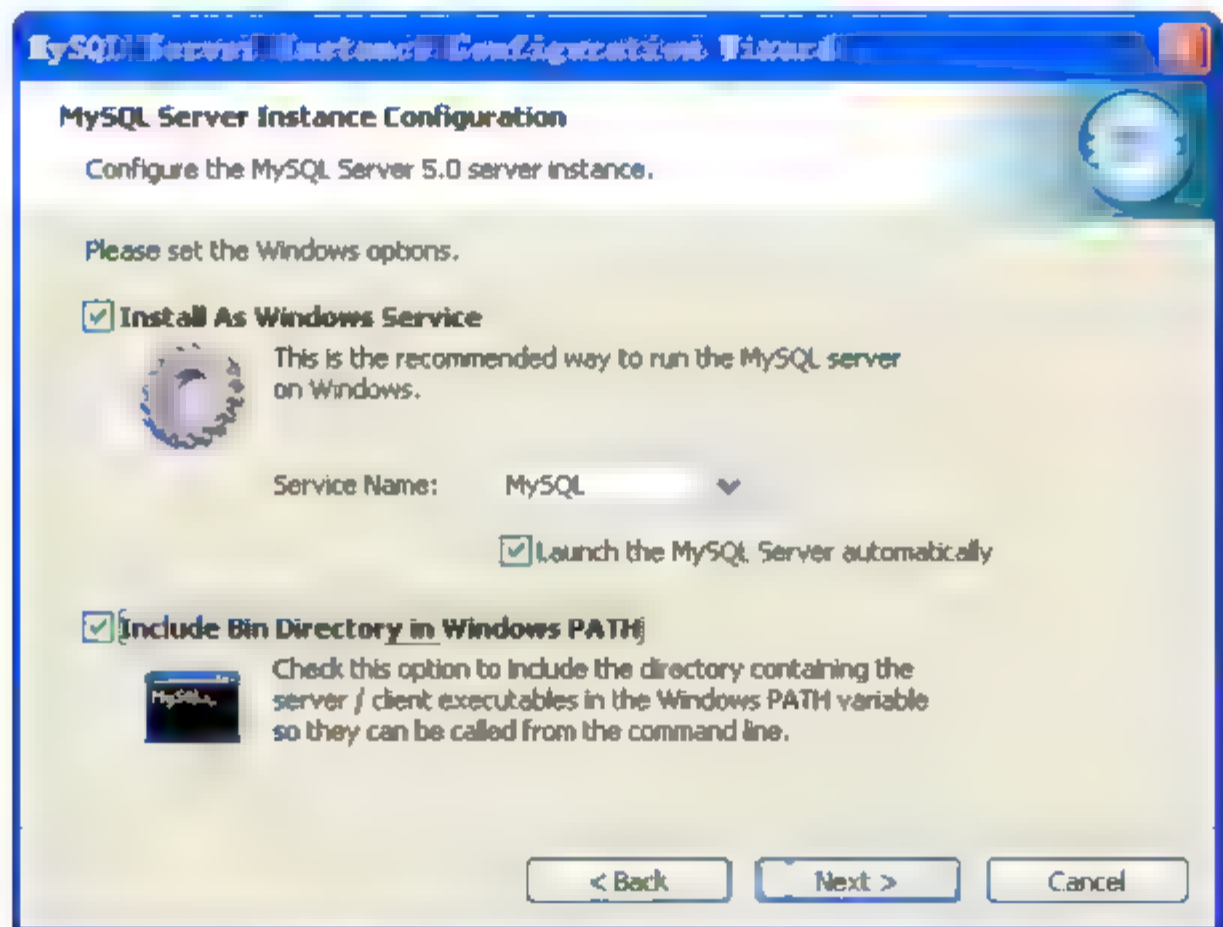 MySQL Server Instance Configuration Wizard
MySQL Server Instance Configuration
Configure the MySQL Server 5.0 server instance.
Please set the Windows options.
Install As Windows Service
This is the recommended way to run the MySQL server
on Windows.
Service Name: MySQL
Launch the MySQL Server automatically
Include Bin Directory in Windows PATH
Check this option to include the directory containing the
server / client executables in the Windows PATH variable
so they can be called from the command line.
< Back Next > Cancel